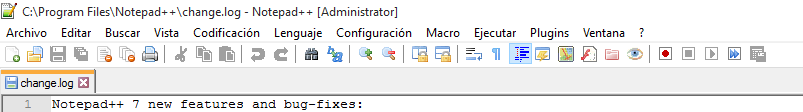 C:\Program Files\Notepad++\change.log - Notepad++ [Administrator]
Archivo Editar Buscar Vista Codificación Lenguaje Configuración Macro Ejecutar Plugins Ventana ?
change.log
1 Notepad++ 7 new features and bug-fixes: